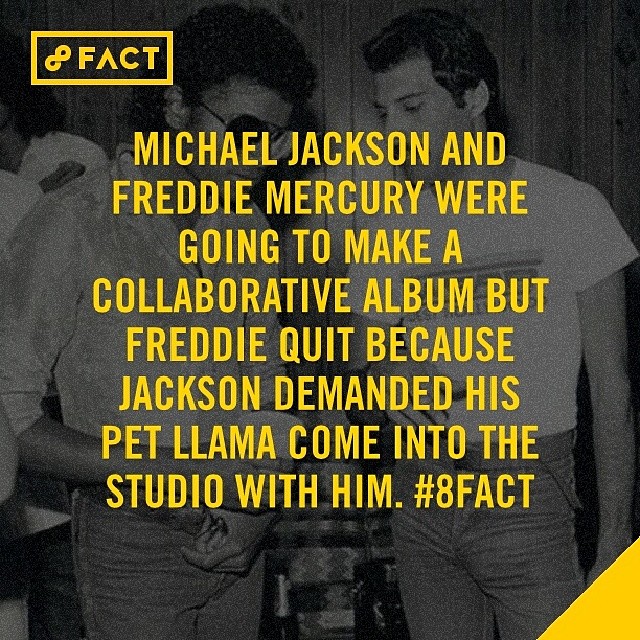 8 FACT
MICHAEL JACKSON AND
FREDDIE MERCURY WERE
GOING TO MAKE A
COLLABORATIVE ALBUM BUT
FREDDIE QUIT BECAUSE
JACKSON DEMANDED HIS
PET LLAMA COME INTO THE
STUDIO WITH HIM. #8FACT